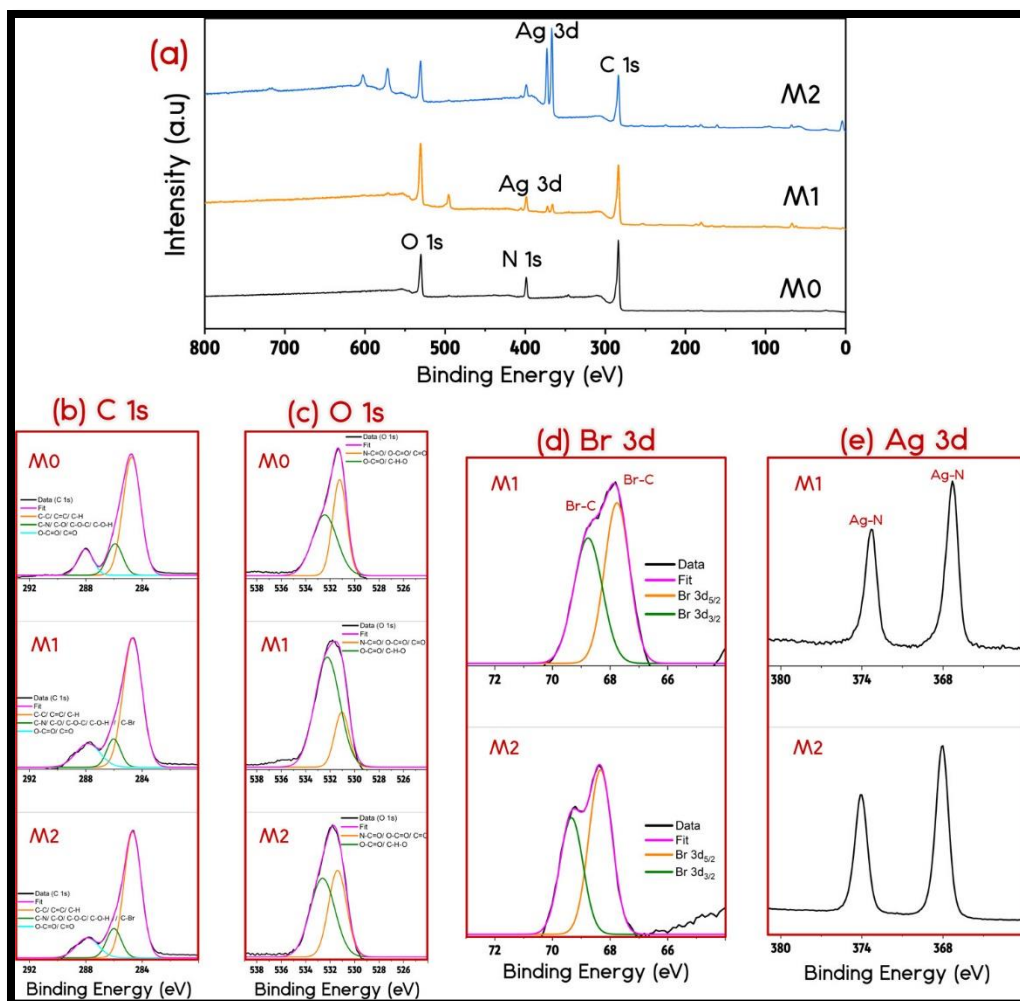 (a)
Intensity (a.u)
Ag 3d
C 1s
M2
Ag 3d
M1
O 1s
N 1s
M0
800 700 600 500 400 300 200 100 0
Binding Energy (eV)
(b) C 1s
M0
Data (C 1s)
Fit
C-C/ C=C/ C-H
C-N/ C-O/ C-O-C/ C-O-H
O-C=O/ C=O
292 288 284
M1
Data (C 1s)
Fit
C-C/ C=C/ C-H
C-N/ C-O/ C-O-C/ C-O-H / C-Br
O-C=O/ C=O
292 288 284
M2
Data (C 1s)
Fit
C-C/ C=C/ C-H
C-N/ C-O/ C-O-C/ C-O-H / C-Br
O-C=O/ C=O
292 288 284
Binding Energy (eV)
(c) O 1s
M0
Data (O 1s)
Fit
N-C=O/ O-C=O/ C=O
O-C=O/ C-H-O
538 536 534 532 530 528 526 524
M1
Data (O 1s)
Fit
N-C=O/ O-C=O/ C=O
O-C=O/ C-H-O
538 536 534 532 530 528 526 524
M2
Data (O 1s)
Fit
N-C=O/ O-C=O/ C=O
O-C=O/ C-H-O
538 536 534 532 530 528 526 524
Binding Energy (eV)
(d) Br 3d
M1
Br-C
Br-C
Data
Fit
Br 3d5/2
Br 3d3/2
72 70 68 66
M2
Data
Fit
Br 3d5/2
Br 3d3/2
72 70 68 66
Binding Energy (eV)
(e) Ag 3d
M1
Ag-N
Ag-N
380 374 368
M2
380 374 368
Binding Energy (eV)